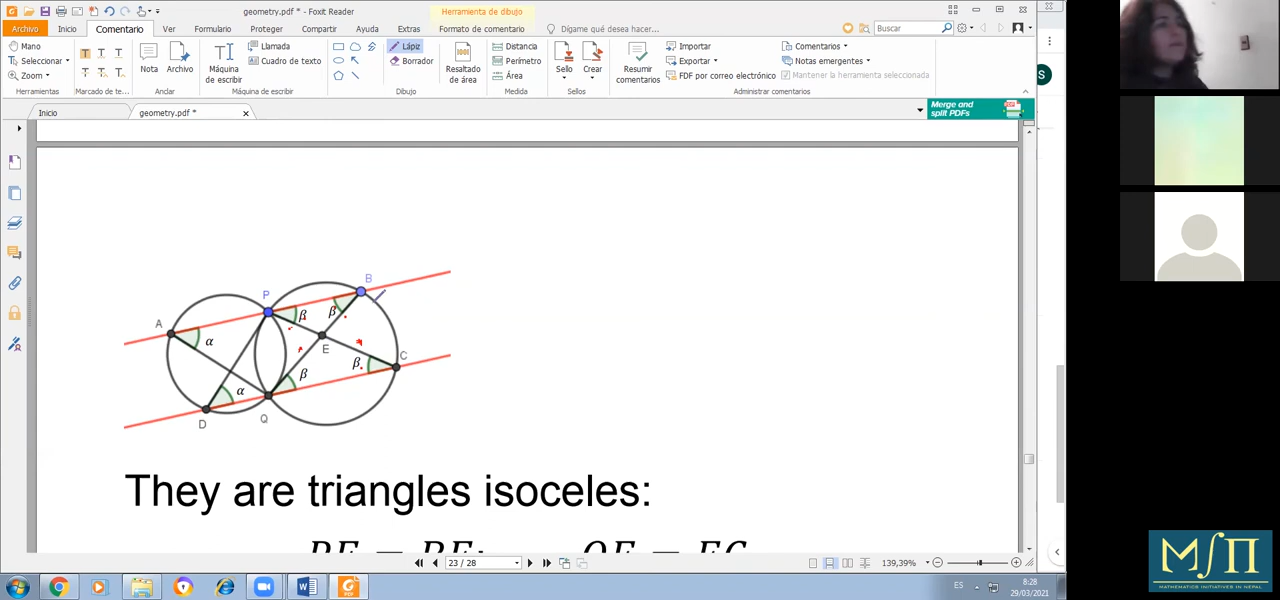 geometry.pdf * - Foxit Reader
Herramienta de dibujo
Archivo Inicio Comentario Ver Formulario Proteger Compartir Ayuda Extras Formato de comentario Dígame qué desea hacer... Buscar
Mano
Seleccionar
Zoom
Herramientas
T T T
T T T
Marcado de te...
Nota
Archivo
Anclar
Máquina de escribir
Llamada
Cuadro de texto
Máquina de escribir
Lápiz
Borrador
Dibujo
Resaltado de área
Distancia
Perímetro
Área
Medida
Sello
Crear
Sellos
Resumir comentarios
Importar
Exportar
FDF por correo electrónico
Comentarios
Notas emergentes
Mantener la herramienta seleccionada
Administrar comentarios
Inicio
geometry.pdf *
Merge and
split PDFs
S
P B
A α β β
E
β C
D α Q β
They are triangles isoceles:
23 / 28
139,39%
ES
8:28
29/03/2021
MATHEMATICS INITIATIVES IN NEPAL